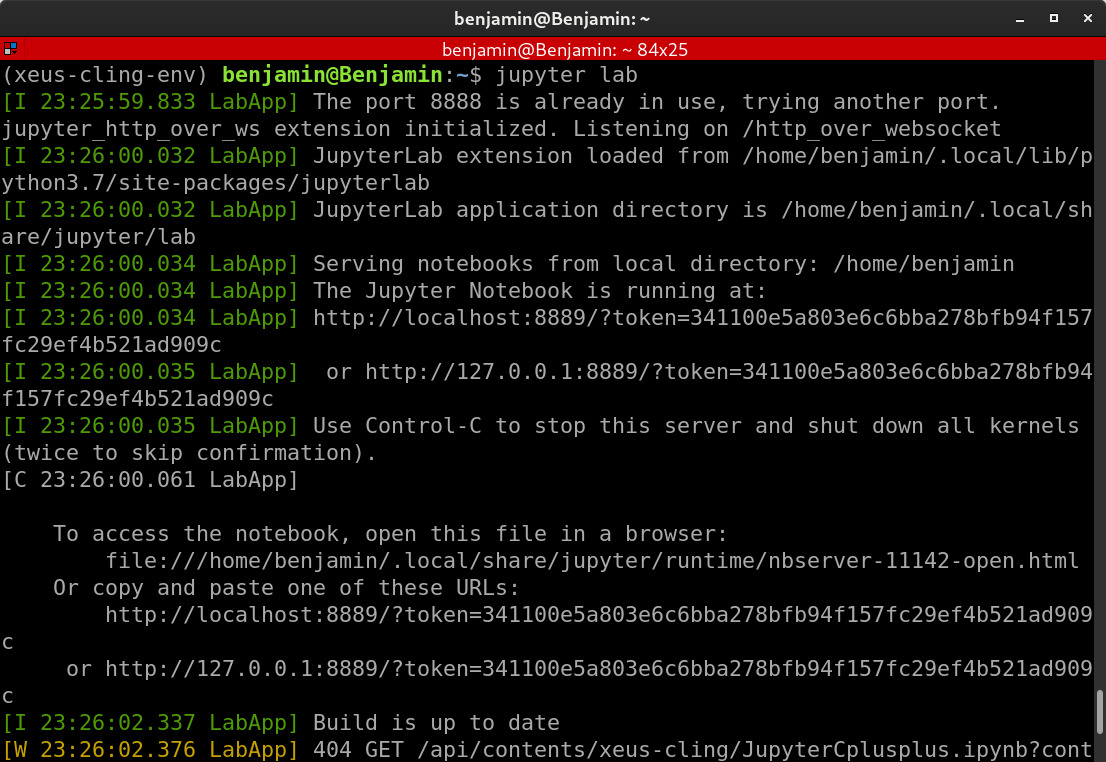 benjamin@Benjamin: ~
benjamin@Benjamin: ~ 84x25
(xeus-cling-env) benjamin@Benjamin:~$ jupyter lab
[I 23:25:59.833 LabApp] The port 8888 is already in use, trying another port.
jupyter_http_over_ws extension initialized. Listening on /http_over_websocket
[I 23:26:00.032 LabApp] JupyterLab extension loaded from /home/benjamin/.local/lib/p
ython3.7/site-packages/jupyterlab
[I 23:26:00.032 LabApp] JupyterLab application directory is /home/benjamin/.local/sh
are/jupyter/lab
[I 23:26:00.034 LabApp] Serving notebooks from local directory: /home/benjamin
[I 23:26:00.034 LabApp] The Jupyter Notebook is running at:
[I 23:26:00.034 LabApp] http://localhost:8889/?token=341100e5a803e6c6bba278bfb94f157
fc29ef4b521ad909c
[I 23:26:00.035 LabApp]  or http://127.0.0.1:8889/?token=341100e5a803e6c6bba278bfb94
f157fc29ef4b521ad909c
[I 23:26:00.035 LabApp] Use Control-C to stop this server and shut down all kernels
(twice to skip confirmation).
[C 23:26:00.061 LabApp]
    To access the notebook, open this file in a browser:
        file:///home/benjamin/.local/share/jupyter/runtime/nbserver-11142-open.html
    Or copy and paste one of these URLs:
        http://localhost:8889/?token=341100e5a803e6c6bba278bfb94f157fc29ef4b521ad909
c
     or http://127.0.0.1:8889/?token=341100e5a803e6c6bba278bfb94f157fc29ef4b521ad909
c
[I 23:26:02.337 LabApp] Build is up to date
[W 23:26:02.376 LabApp] 404 GET /api/contents/xeus-cling/JupyterCplusplus.ipynb?cont